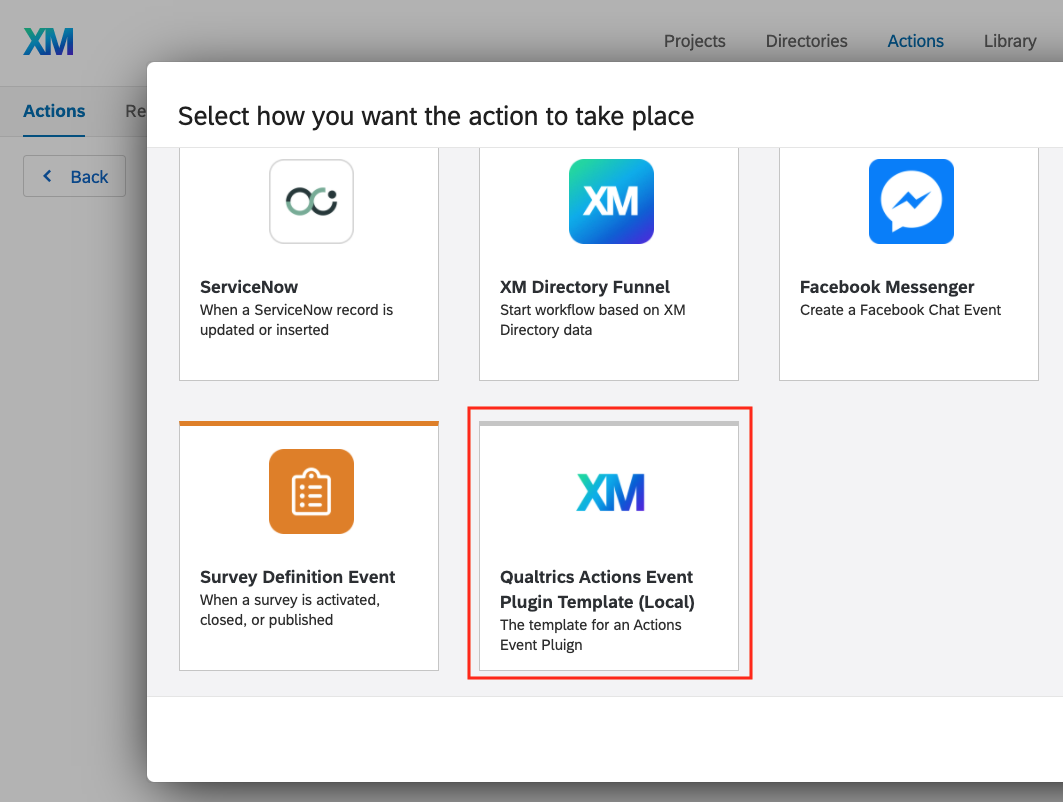 XM
Projects Directories Actions Library
Actions Re
Select how you want the action to take place
Back
XM
ServiceNow
When a ServiceNow record is
updated or inserted
XM Directory Funnel
Start workflow based on XM
Directory data
Facebook Messenger
Create a Facebook Chat Event
Survey Definition Event
When a survey is activated,
closed, or published
XM
Qualtrics Actions Event
Plugin Template (Local)
The template for an Actions
Event Pluign